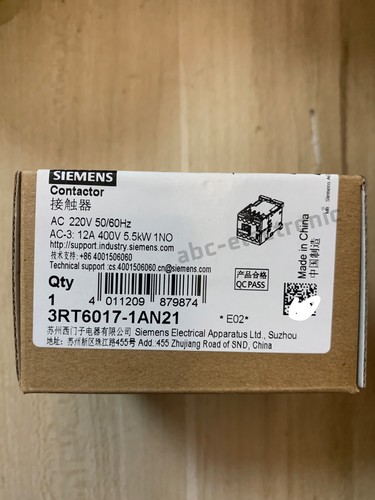 SIEMENS
Contactor
接触器
AC 220V 50/60Hz
AC-3: 12A 400V 5.5kW 1NO
http://support.industry.siemens.com
技术支持:+86 4001506060
Technical support:cs.4001506060.cn@siemens.com
Qty
1
4 011209 879874
3RT6017-1AN21
*E02*
产品合格
QC PASS
Made in China
中国制造
苏州西门子电器有限公司 Siemens Electrical Apparatus Ltd., Suzhou
地址:苏州新区珠江路455号 Add.:455 Zhujiang Road of SND, China
abc-electronic